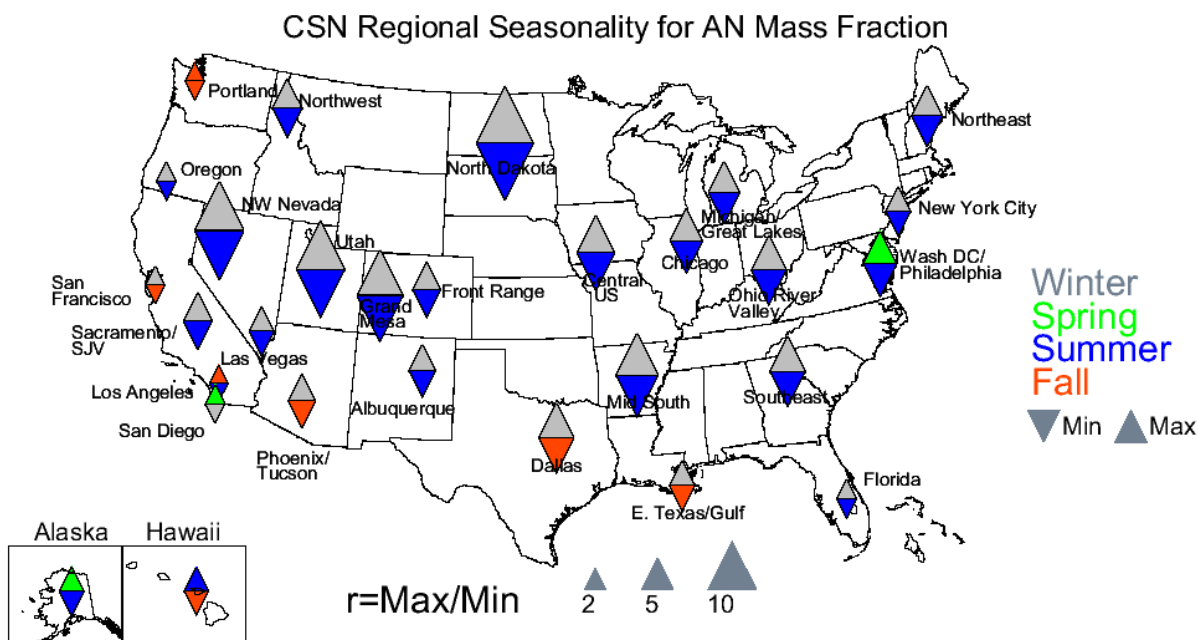 CSN Regional Seasonality for AN Mass Fraction
Portland
Northwest
Northeast
North Dakota
Oregon
NW Nevada
Michigan/
Great Lakes
New York City
Utah
Chicago
Wash DC/
Philadelphia
San
Francisco
Grand
Mesa
Front Range
Central
US
Ohio River
Valley
Sacramento/
SJV
Las Vegas
Los Angeles
San Diego
Albuquerque
Mid South
Southeast
Phoenix/
Tucson
Dallas
E. Texas/Gulf
Florida
Winter
Spring
Summer
Fall
Min Max
Alaska Hawaii
r=Max/Min
2 5 10